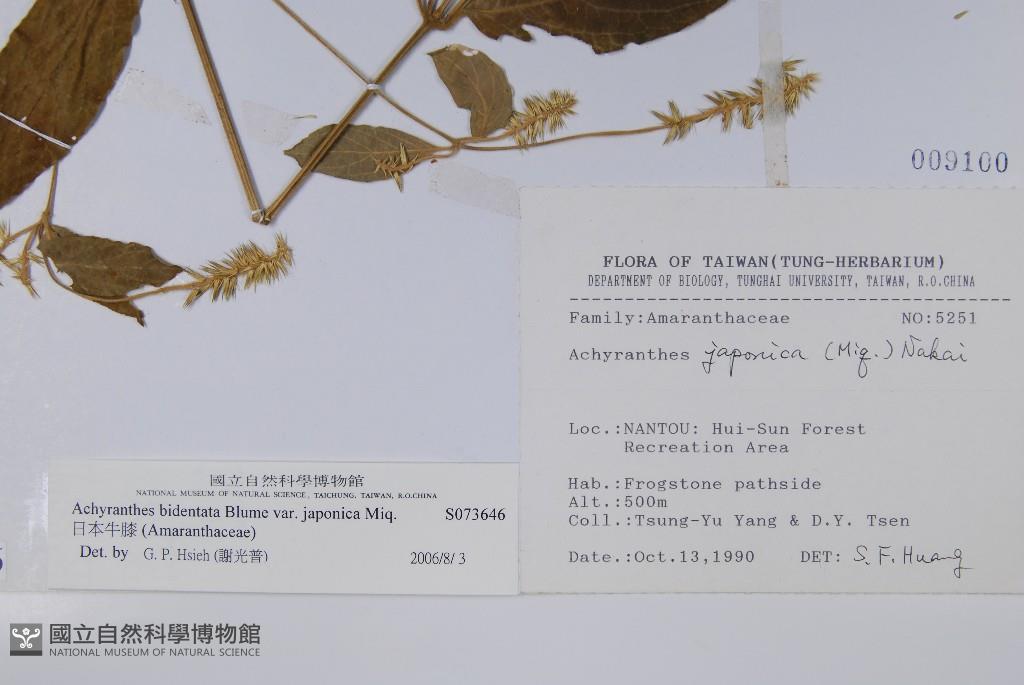 009100
FLORA OF TAIWAN(TUNG-HERBARIUM)
DEPARTMENT OF BIOLOGY, TUNGHAI UNIVERSITY, TAIWAN, R.O.CHINA
Family:Amaranthaceae NO:5251
Achyranthes japonica (Miq.) Nakai
Loc.:NANTOU: Hui-Sun Forest
Recreation Area
Hab.:Frogstone pathside
Alt.:500m
Coll.:Tsung-Yu Yang & D.Y. Tsen
Date.:Oct.13,1990 DET: S. F. Huang
國立自然科學博物館
NATIONAL MUSEUM OF NATURAL SCIENCE, TAICHUNG, TAIWAN, R.O.CHINA
Achyranthes bidentata Blume var. japonica Miq. S073646
日本牛膝 (Amaranthaceae)
Det. by G. P. Hsieh (謝光普) 2006/8/3
國立自然科學博物館
NATIONAL MUSEUM OF NATURAL SCIENCE